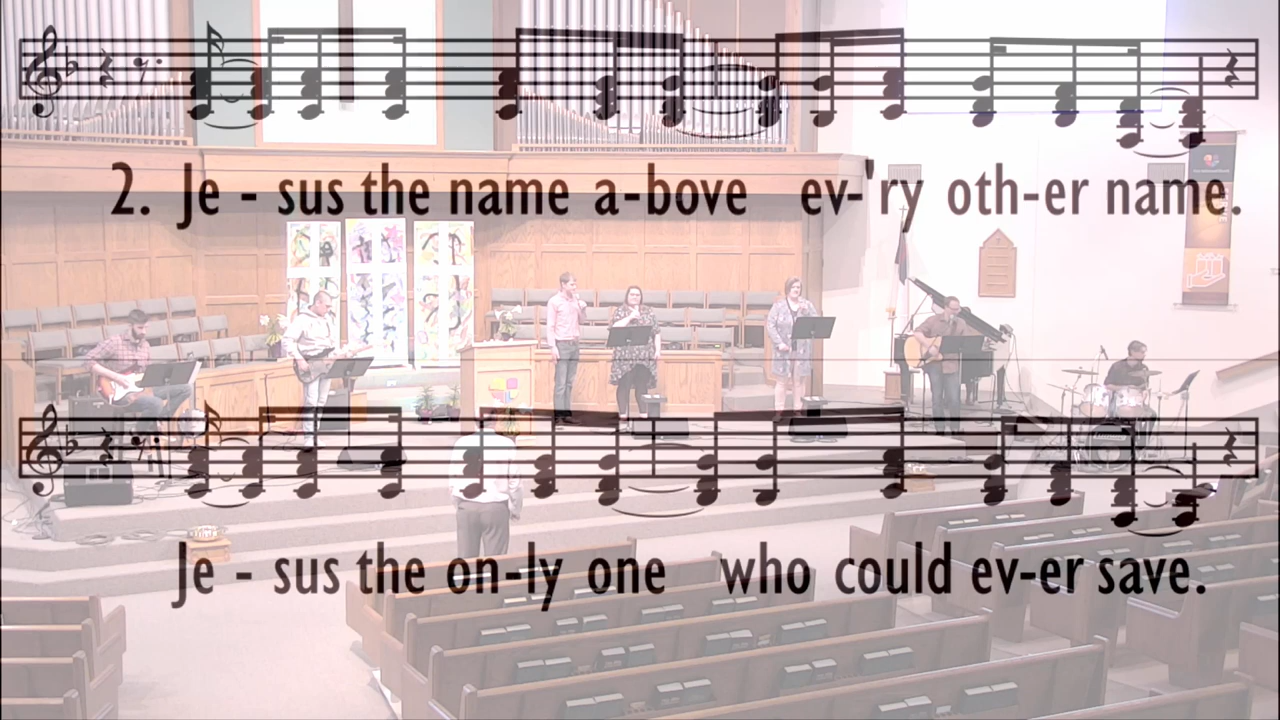 2. Je - sus the name a-bove ev-'ry oth-er name.
Je - sus the on-ly one who could ev-er save.